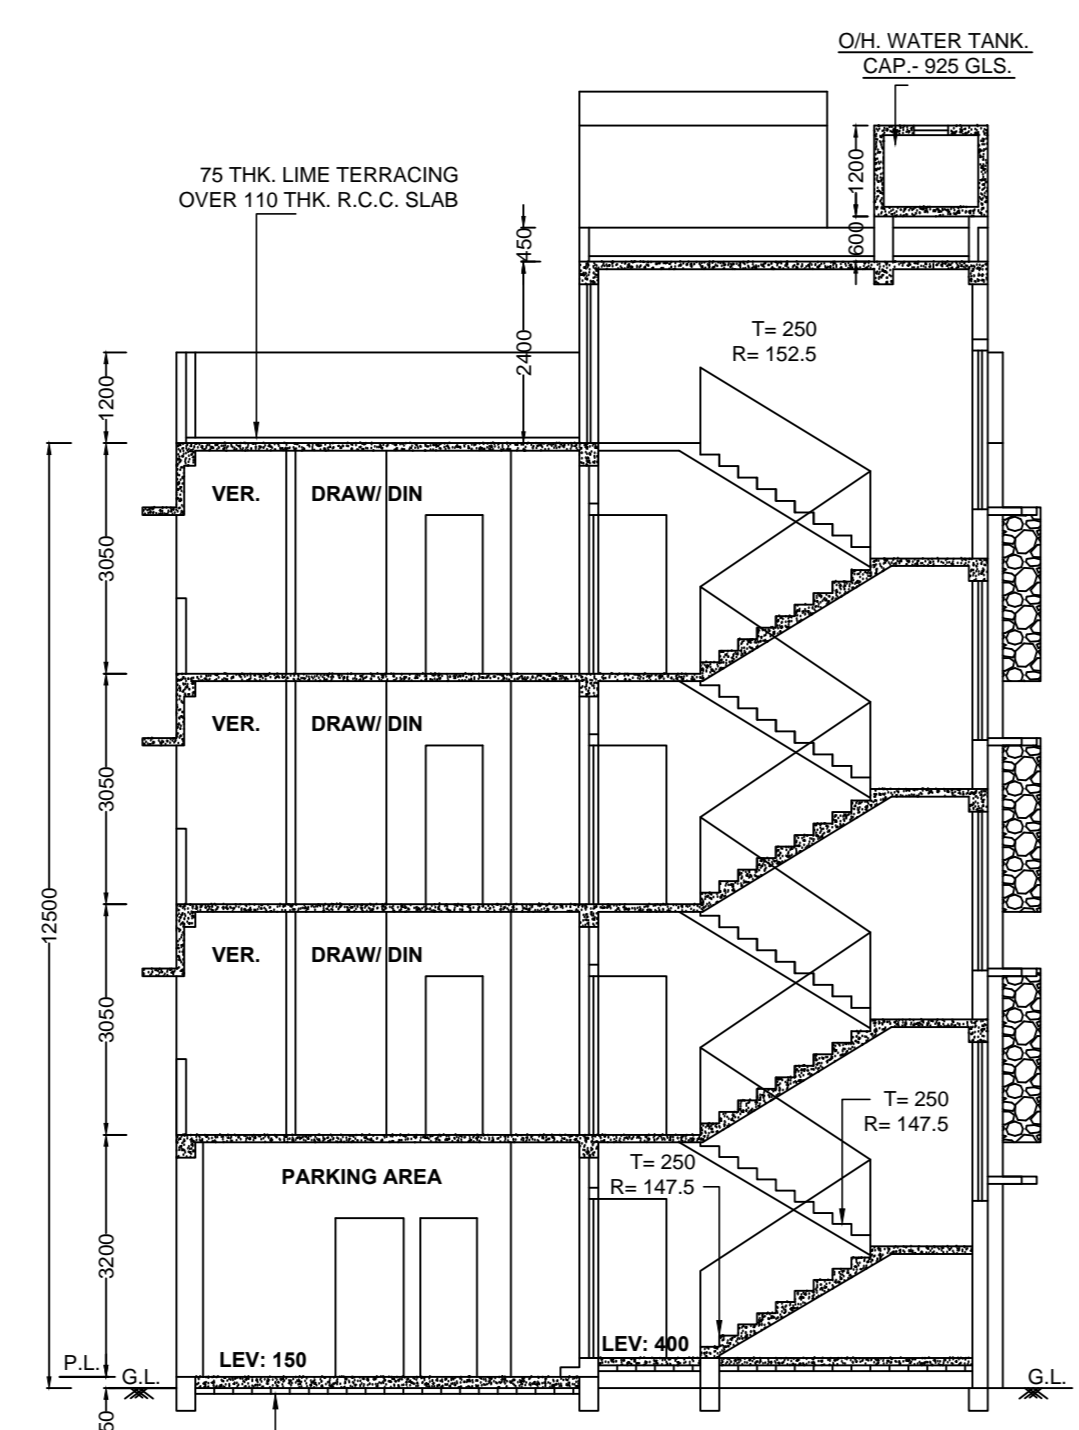 O/H. WATER TANK.
CAP.- 925 GLS.
75 THK. LIME TERRACING
OVER 110 THK. R.C.C. SLAB
1200
600
450
2400
T= 250
R= 152.5
1200
12500
3050
VER.
DRAW/ DIN
3050
VER.
DRAW/ DIN
3050
VER.
DRAW/ DIN
T= 250
R= 147.5
T= 250
R= 147.5
PARKING AREA
3200
LEV: 400
LEV: 150
P.L.
G.L.
G.L.